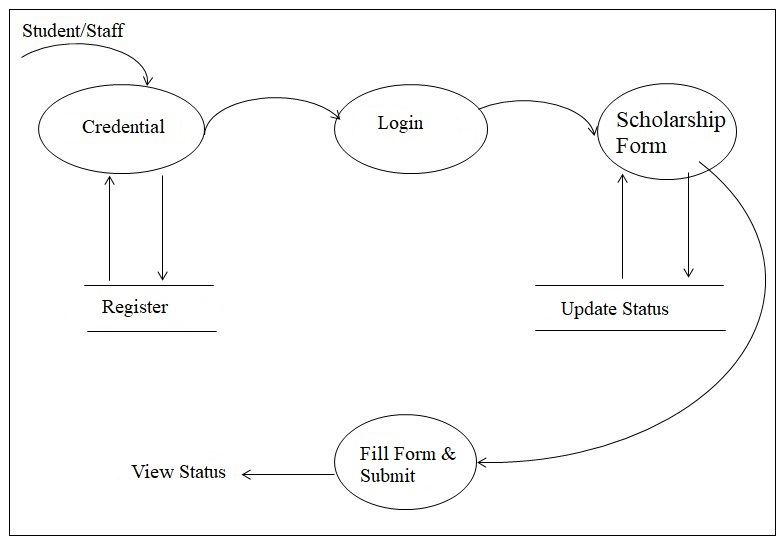 Student/Staff
Credential
Login
Scholarship
Form
Register
Update Status
Fill Form &
Submit
View Status